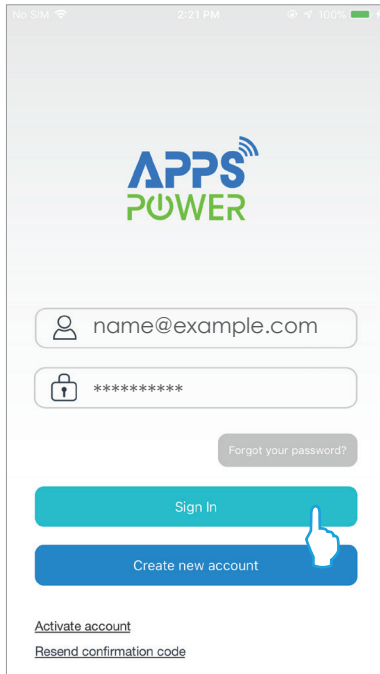 No SIM 2:21 PM 100%
APPS
POWER
name@example.com
**********
Forgot your password?
Sign In
Create new account
Activate account
Resend confirmation code